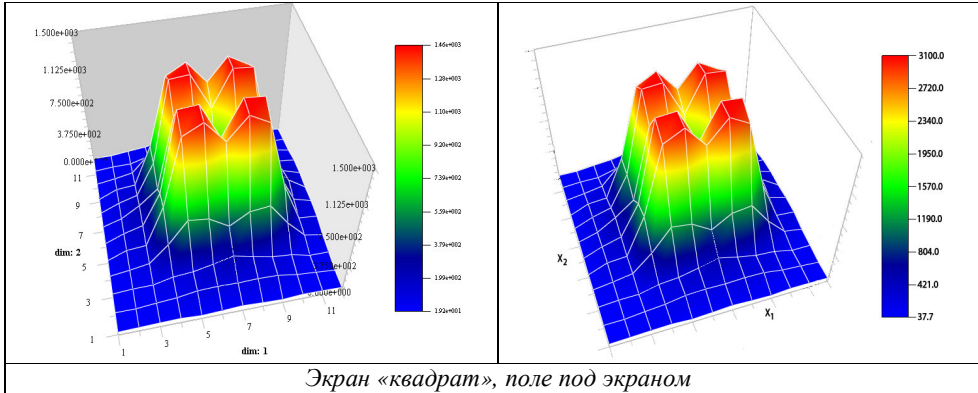 1.500e+003
1.125e+003
7.500e+002
3.750e+002
0.000e+
11
9
7
5
3
1
dim: 2
1
3
5
7
9
11
dim: 1
1.500e+003
1.125e+003
500e+002
0.000e+000
1.46e+003
1.28e+003
1.10e+003
9.20e+002
7.39e+002
5.59e+002
3.79e+002
1.99e+002
1.92e+001
X2
X1
3100.0
2720.0
2340.0
1950.0
1570.0
1190.0
804.0
421.0
37.7
Экран «квадрат», поле под экраном